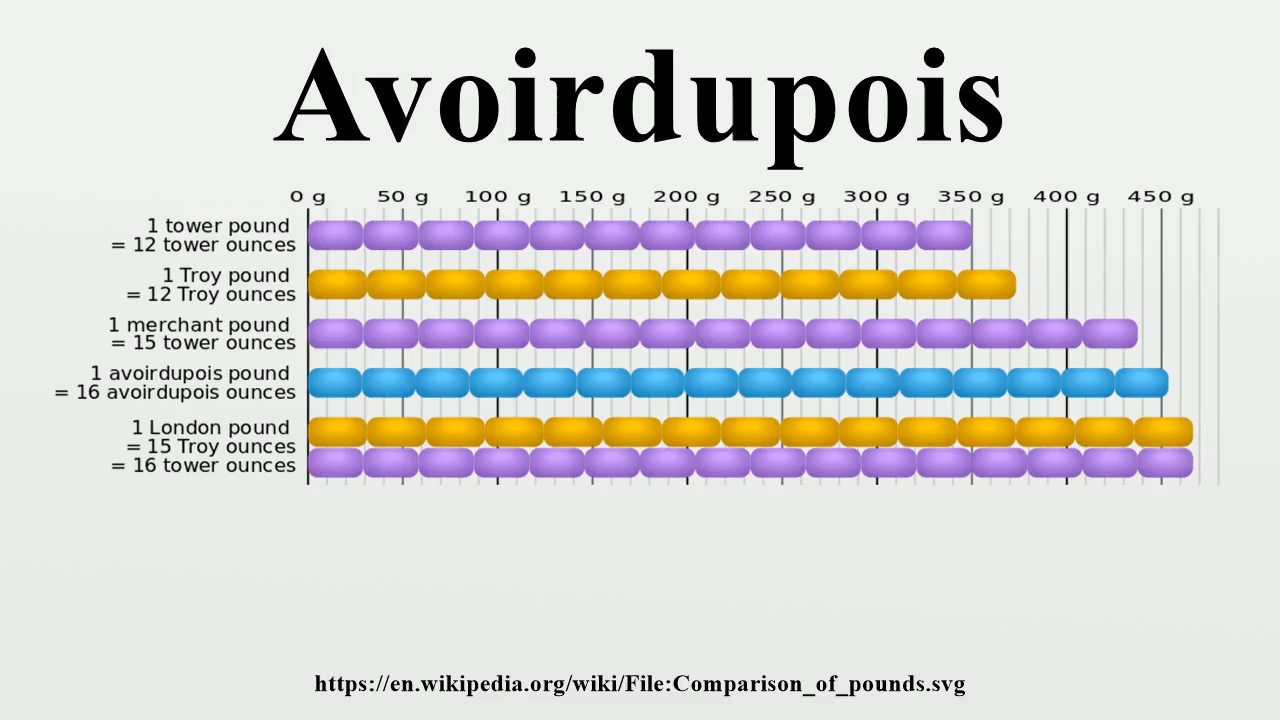 Avoirdupois
0 g 50 g 100 g 150 g 200 g 250 g 300 g 350 g 400 g 450 g
1 tower pound
= 12 tower ounces
1 Troy pound
= 12 Troy ounces
1 merchant pound
= 15 tower ounces
1 avoirdupois pound
= 16 avoirdupois ounces
1 London pound
= 15 Troy ounces
= 16 tower ounces
https://en.wikipedia.org/wiki/File:Comparison_of_pounds.svg